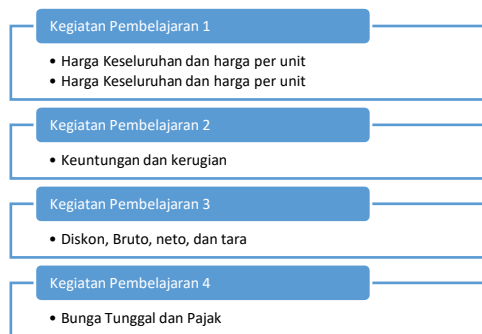 Kegiatan Pembelajaran 1
• Harga Keseluruhan dan harga per unit
• Harga Keseluruhan dan harga per unit
Kegiatan Pembelajaran 2
• Keuntungan dan kerugian
Kegiatan Pembelajaran 3
• Diskon, Bruto, neto, dan tara
Kegiatan Pembelajaran 4
• Bunga Tunggal dan Pajak